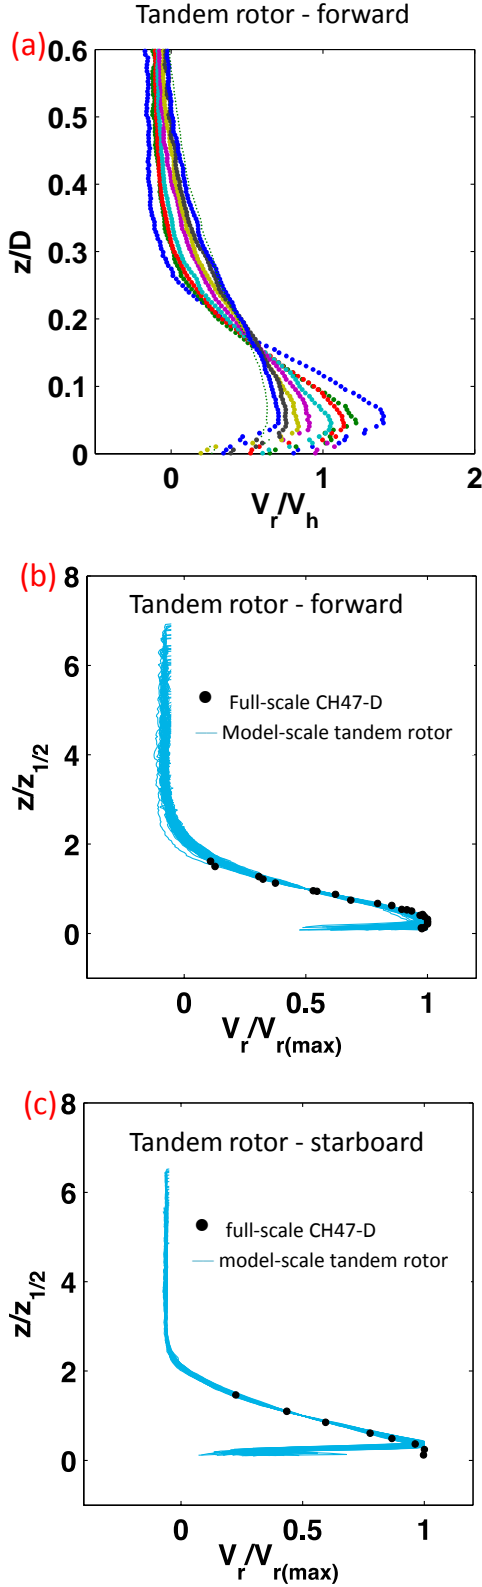 Tandem rotor - forward
(a)
0.6
0.5
0.4
0.3
0.2
0.1
0
z/D
0 1 2
V_r/V_h
(b)
8
Tandem rotor - forward
6
Full-scale CH47-D
Model-scale tandem rotor
4
2
0
z/z_1/2
0 0.5 1
V_r/V_r(max)
(c)
8
Tandem rotor - starboard
6
full-scale CH47-D
model-scale tandem rotor
4
2
0
z/z_1/2
0 0.5 1
V_r/V_r(max)